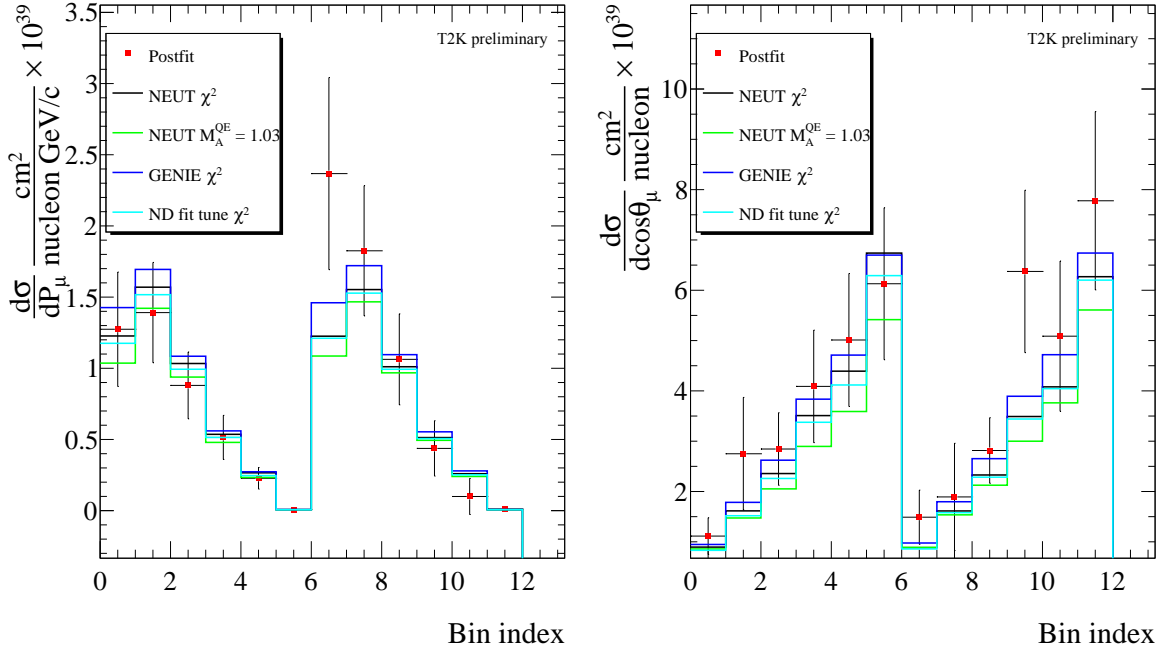 T2K preliminary
Postfit
NEUT χ²
NEUT M_A^QE = 1.03
GENIE χ²
ND fit tune χ²
dσ/dP_μ cm²/nucleon GeV/c × 10³⁹
3.5
3
2.5
2
1.5
1
0.5
0
0 2 4 6 8 10 12
Bin index
T2K preliminary
Postfit
NEUT χ²
NEUT M_A^QE = 1.03
GENIE χ²
ND fit tune χ²
dσ/dcosθ_μ cm²/nucleon × 10³⁹
10
8
6
4
2
0 2 4 6 8 10 12
Bin index